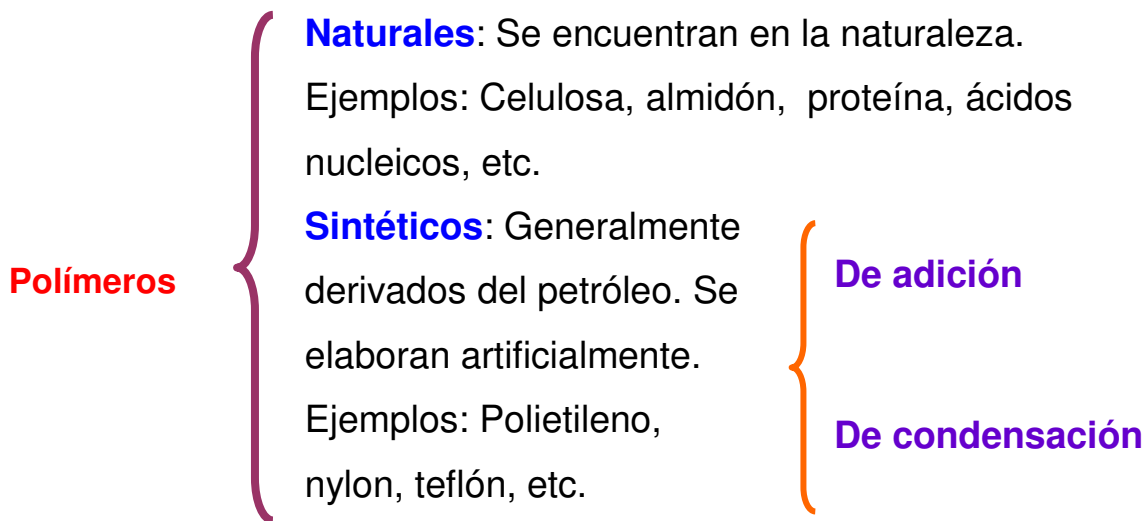 Naturales: Se encuentran en la naturaleza.
Ejemplos: Celulosa, almidón, proteína, ácidos
nucleicos, etc.
Sintéticos: Generalmente
derivados del petróleo. Se
elaboran artificialmente.
Ejemplos: Polietileno,
nylon, teflón, etc.
Polímeros
De adición
De condensación